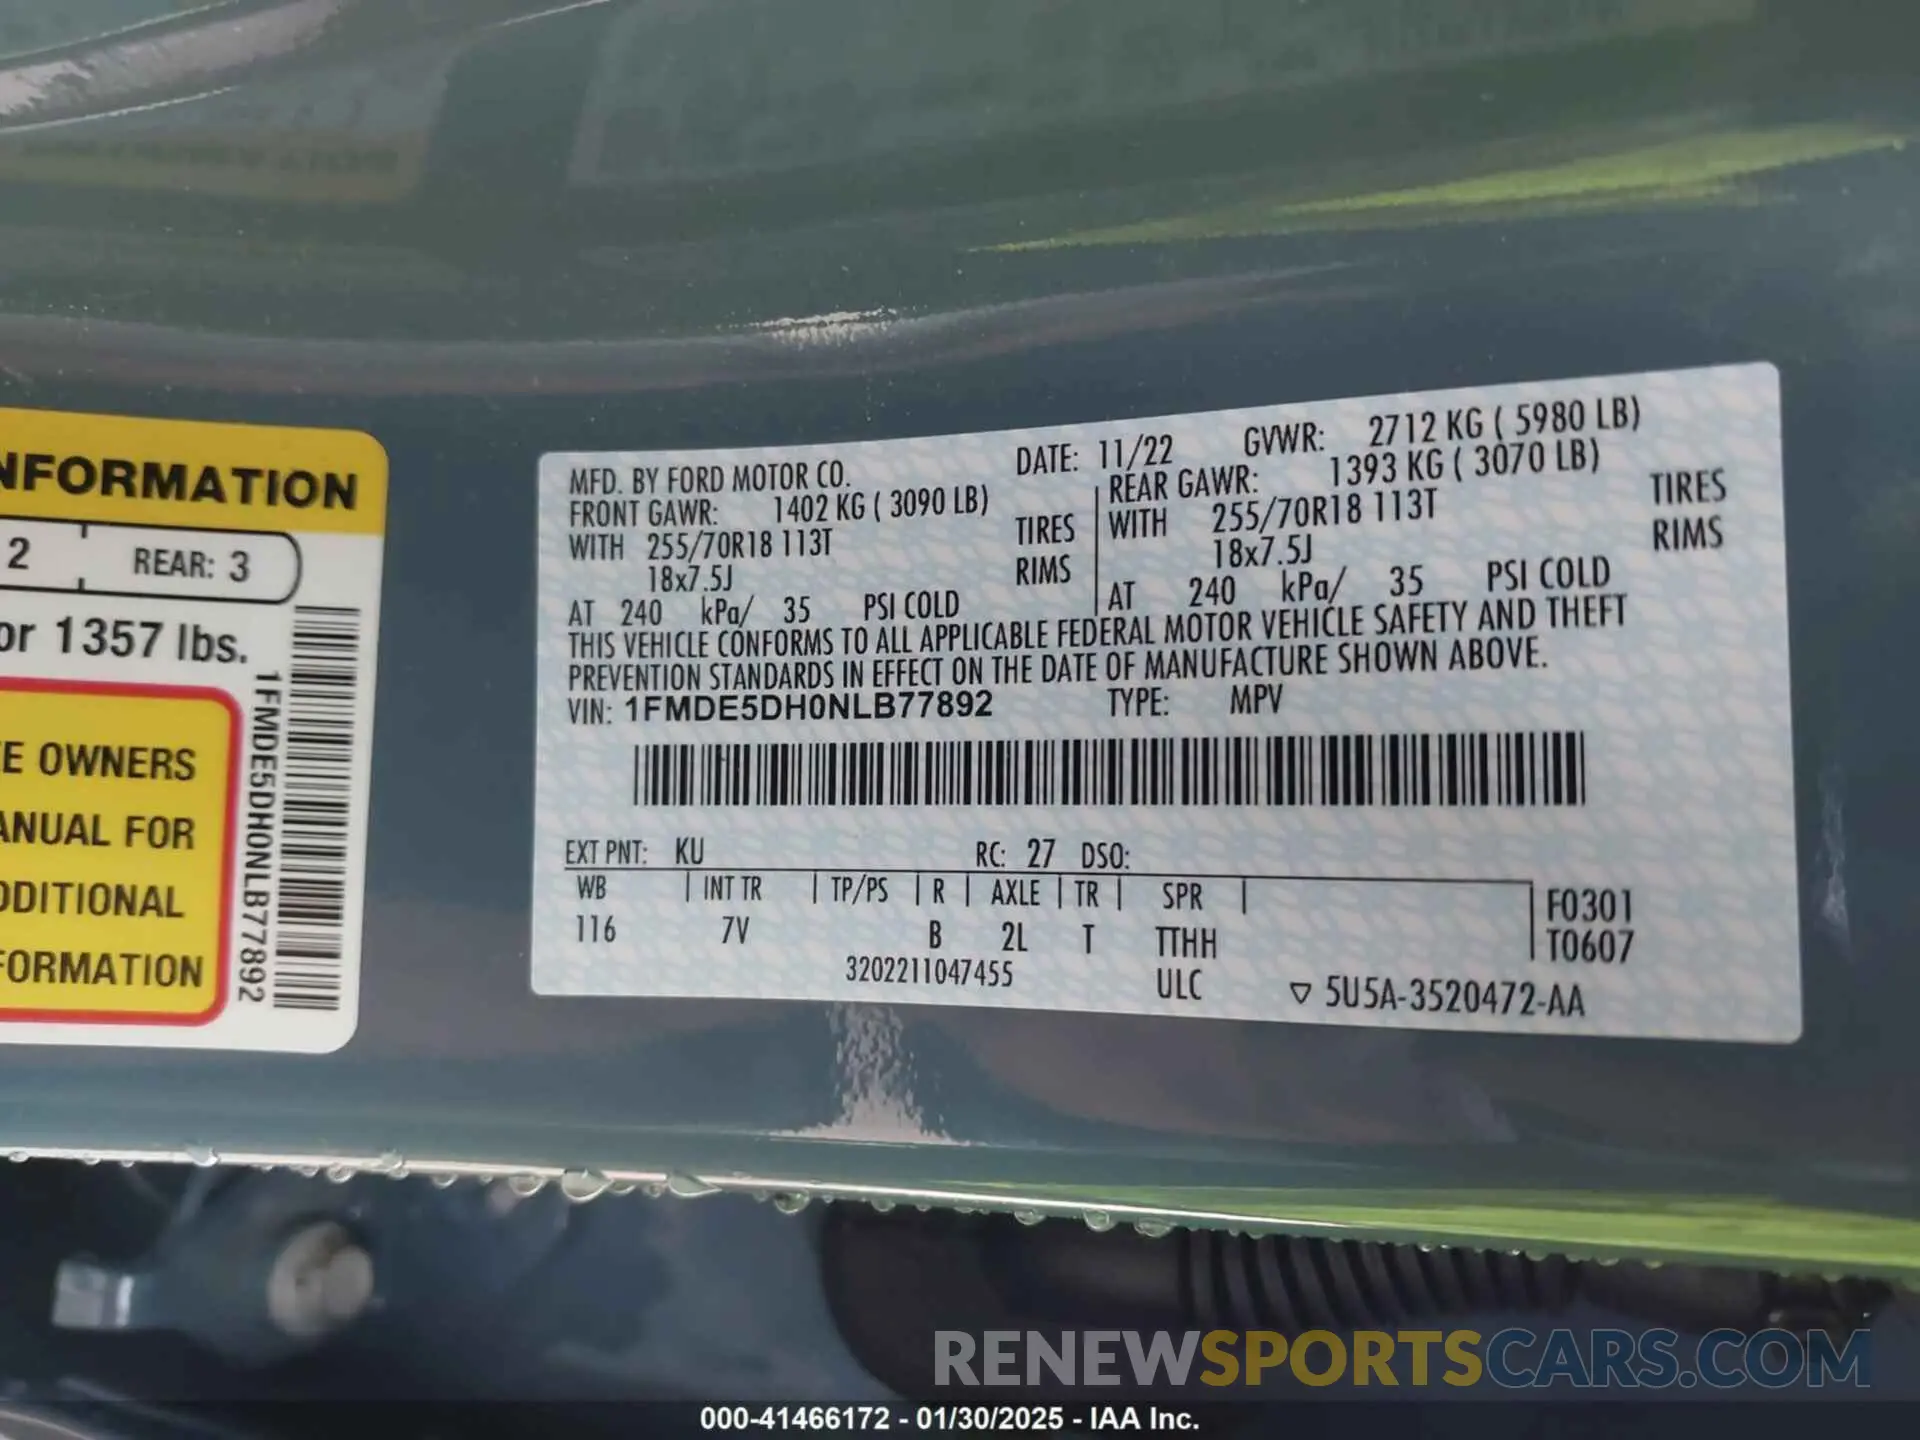 NFORMATION
2 REAR: 3
or 1357 lbs.
E OWNERS
ANUAL FOR
DDITIONAL
FORMATION
1FMDE5DH0NLB77892
MFD. BY FORD MOTOR CO. DATE: 11/22 GVWR: 2712 KG ( 5980 LB)
FRONT GAWR: 1402 KG ( 3090 LB) REAR GAWR: 1393 KG ( 3070 LB)
WITH 255/70R18 113T TIRES WITH 255/70R18 113T TIRES
18x7.5J RIMS 18x7.5J RIMS
AT 240 kPa/ 35 PSI COLD AT 240 kPa/ 35 PSI COLD
THIS VEHICLE CONFORMS TO ALL APPLICABLE FEDERAL MOTOR VEHICLE SAFETY AND THEFT
PREVENTION STANDARDS IN EFFECT ON THE DATE OF MANUFACTURE SHOWN ABOVE.
VIN: 1FMDE5DH0NLB77892 TYPE: MPV
EXT PNT: KU RC: 27 DSO:
WB INT TR TP/PS R AXLE TR SPR F0301
116 7V B 2L T TTHH T0607
3202211047455 ULC ▽ 5U5A-3520472-AA
RENEWSPORTSCARS.COM
000-41466172 - 01/30/2025 - IAA Inc.